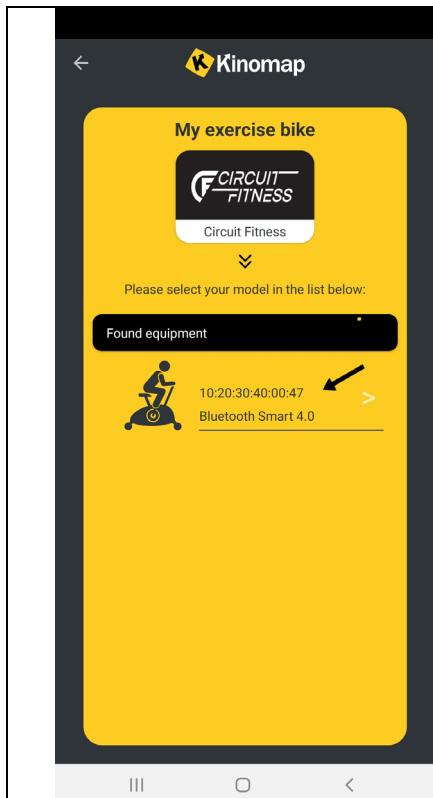 Kinomap
My exercise bike
CIRCUIT
FITNESS
Circuit Fitness
Please select your model in the list below:
Found equipment
10:20:30:40:00:47
Bluetooth Smart 4.0